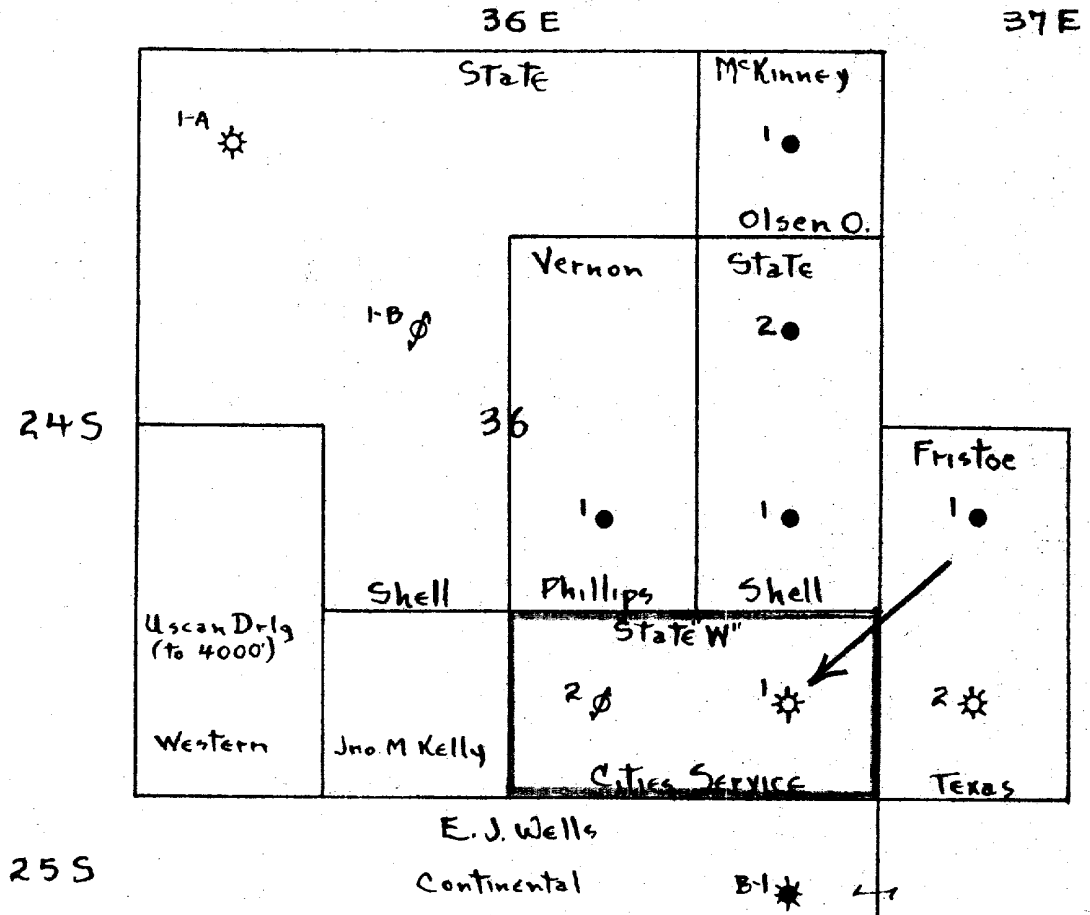 36 E
37 E
State
McKinney
1-A
1
Olsen O.
Vernon
State
1-B
2
24S
36
Fristoe
1
1
1
Shell
Phillips
Shell
Uscan Drlg
(to 4000')
State "W"
2
1
2
Western
Jno. M Kelly
Cities Service
Texas
E. J. Wells
25 S
Continental
B-1